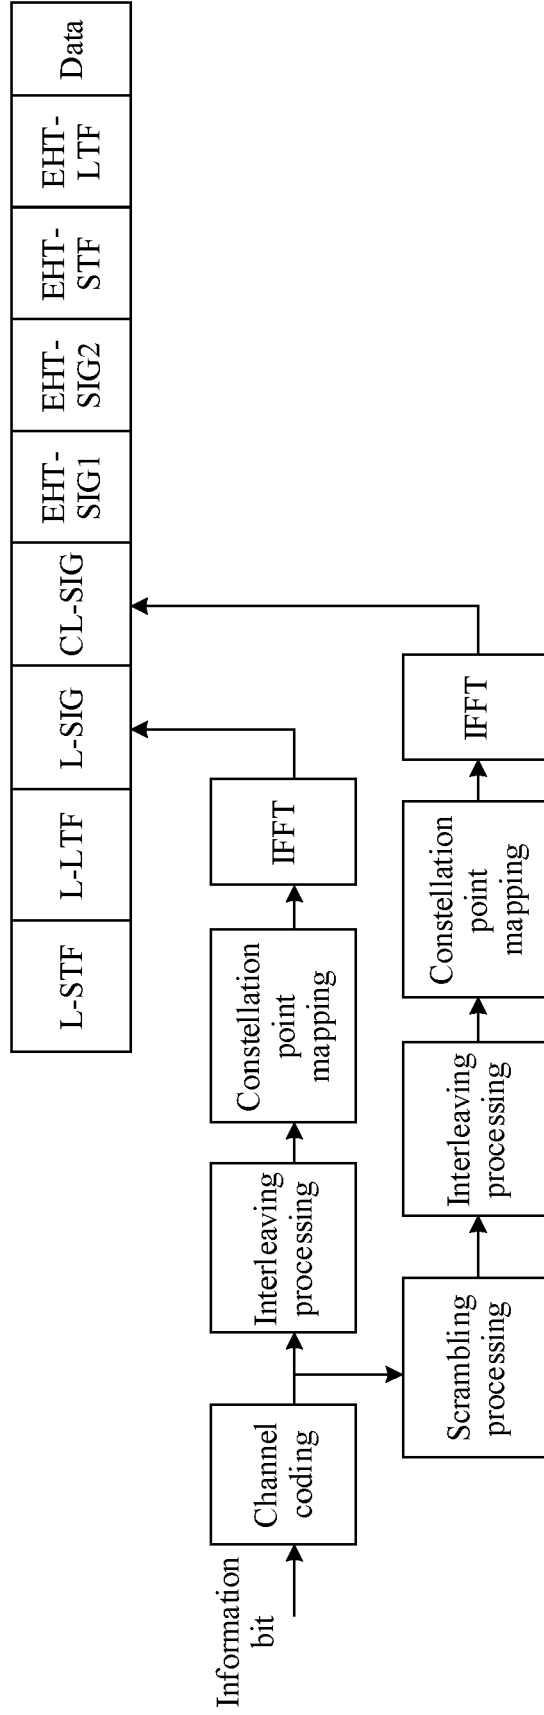 L-STF
L-LTF
L-SIG
CL-SIG
EHT-
SIG1
EHT-
SIG2
EHT-
STF
EHT-
LTF
Data
Information
bit
Channel
coding
Interleaving
processing
Constellation
point
mapping
IFFT
Scrambling
processing
Interleaving
processing
Constellation
point
mapping
IFFT